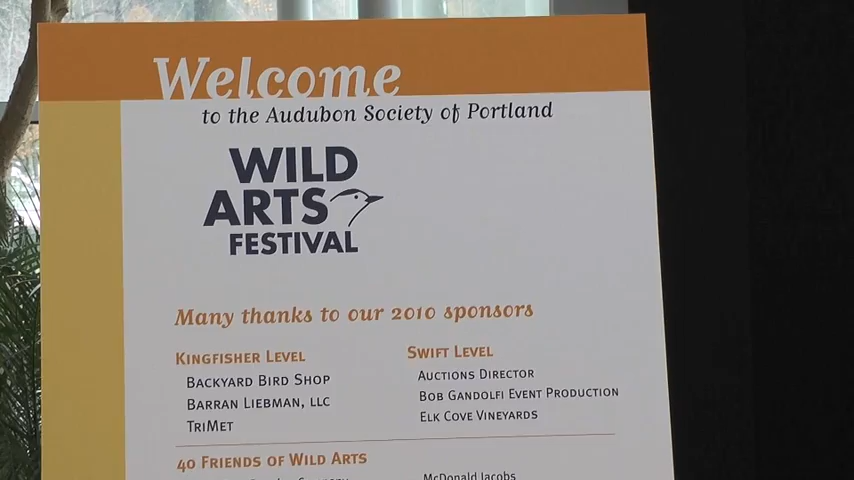 Welcome
to the Audubon Society of Portland
WILD
ARTS
FESTIVAL
Many thanks to our 2010 sponsors
KINGFISHER LEVEL
BACKYARD BIRD SHOP
BARRAN LIEBMAN, LLC
TRIMET
SWIFT LEVEL
AUCTIONS DIRECTOR
BOB GANDOLFI EVENT PRODUCTION
ELK COVE VINEYARDS
40 FRIENDS OF WILD ARTS
McDonald Jacobs